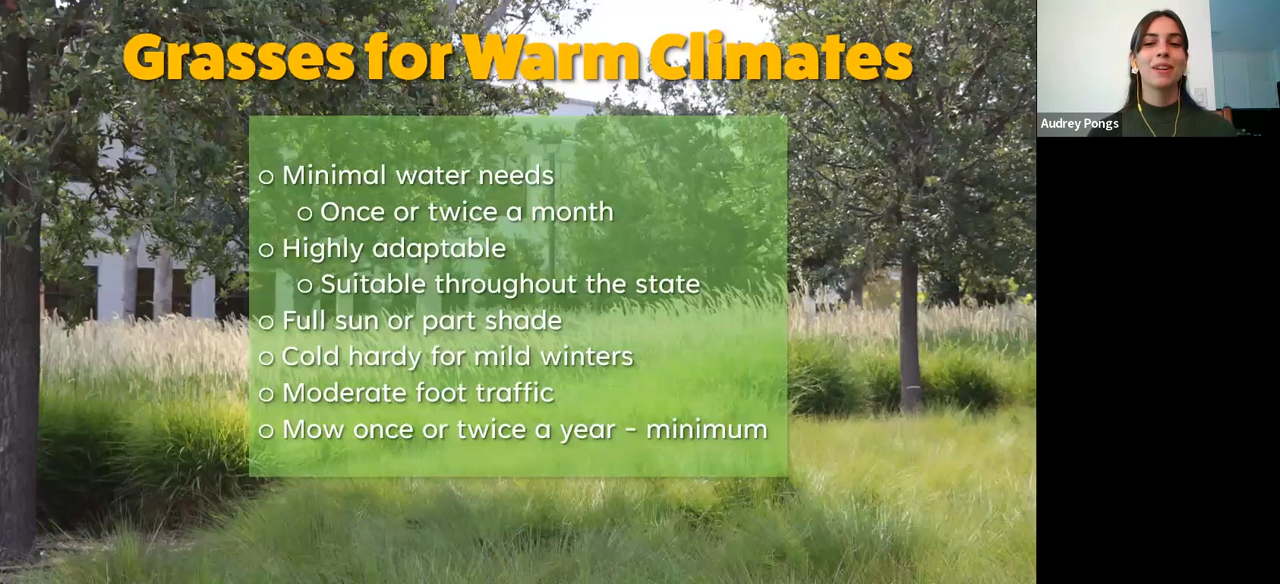 Grasses for Warm Climates
Audrey Pongs
○ Minimal water needs
○ Once or twice a month
○ Highly adaptable
○ Suitable throughout the state
○ Full sun or part shade
○ Cold hardy for mild winters
○ Moderate foot traffic
○ Mow once or twice a year – minimum